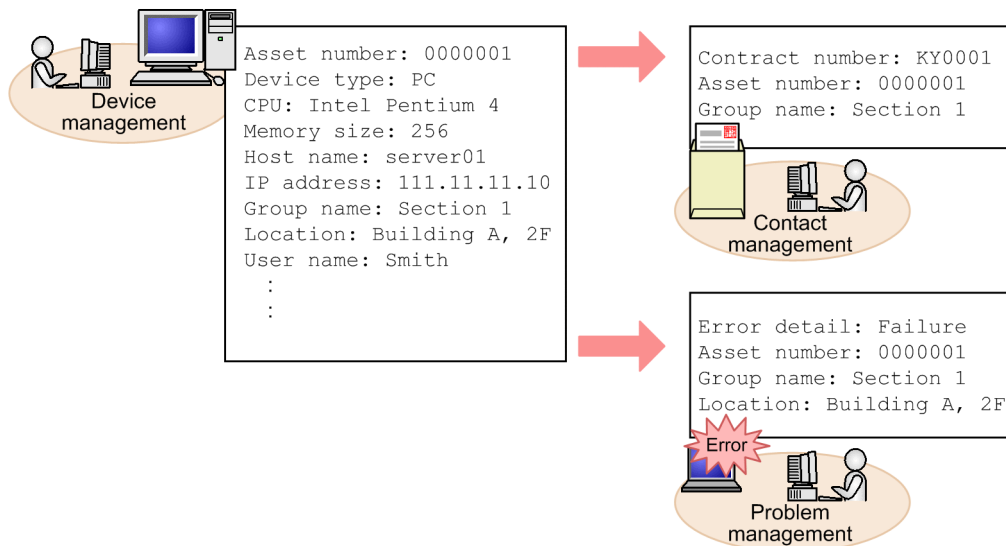 Device
management
Asset number: 0000001
Device type: PC
CPU: Intel Pentium 4
Memory size: 256
Host name: server01
IP address: 111.11.11.10
Group name: Section 1
Location: Building A, 2F
User name: Smith
:
:
Contract number: KY0001
Asset number: 0000001
Group name: Section 1
Contact
management
Error detail: Failure
Asset number: 0000001
Group name: Section 1
Location: Building A, 2F
Error
Problem
management